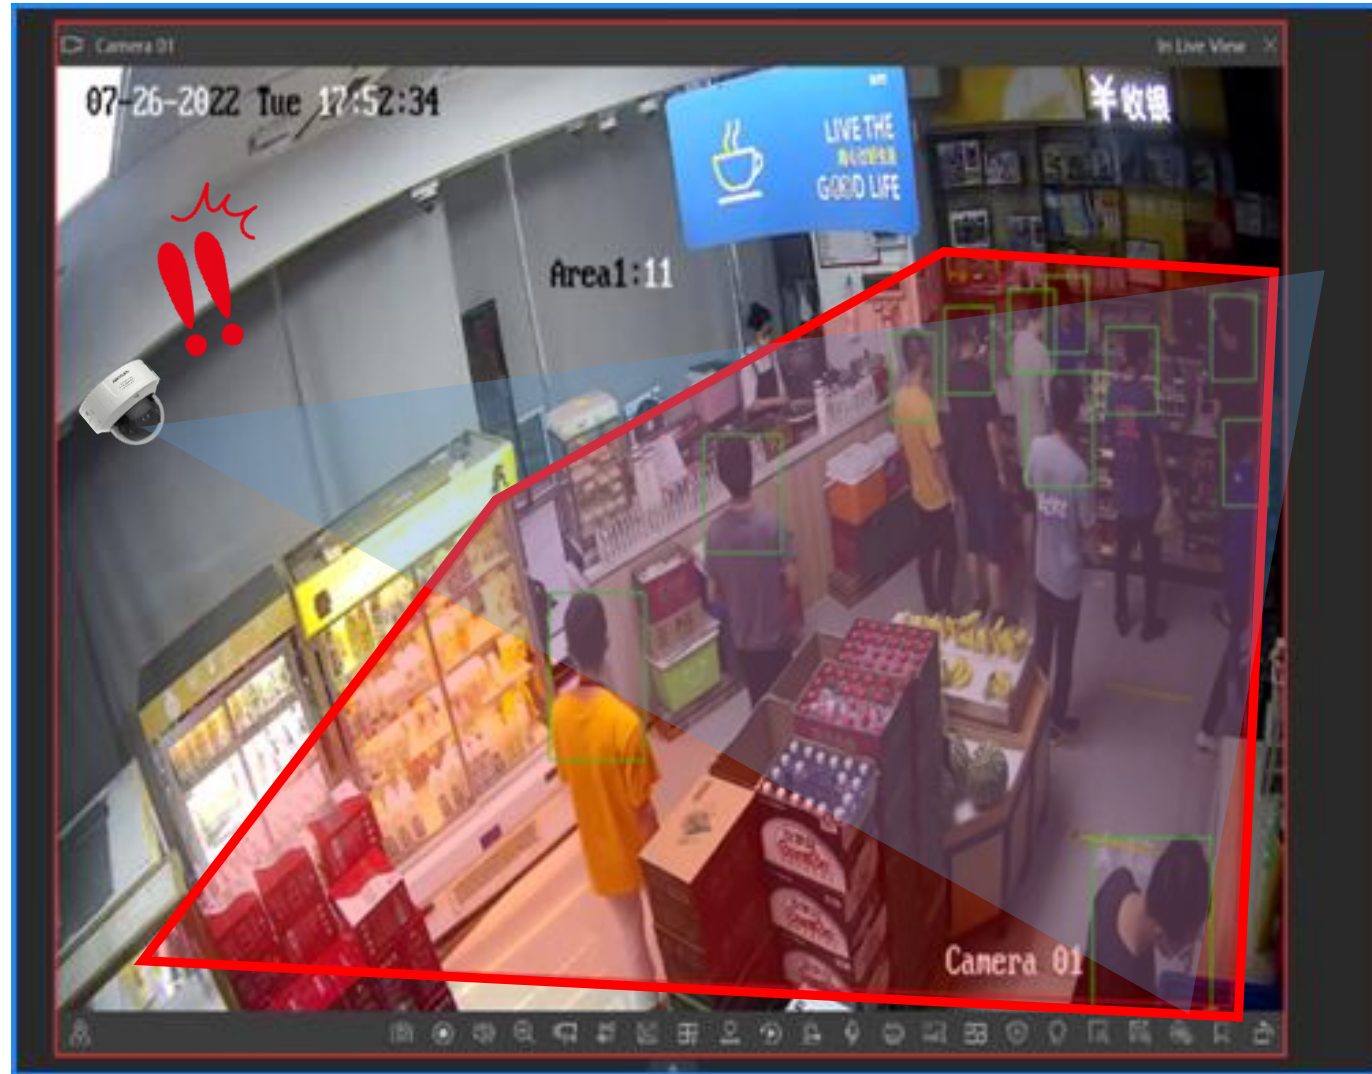 Camera 01
In Live View
07-26-2022 Tue 17:52:34
¥收银
LIVE THE
GOOD LIFE
Area1:11
Camera 01